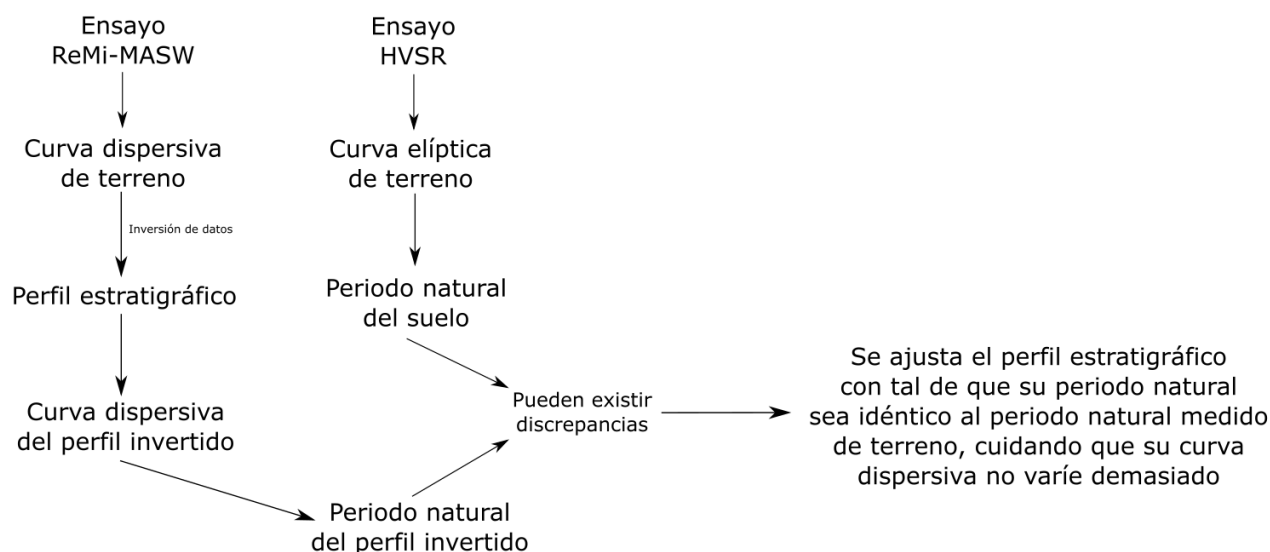 Ensayo
ReMi-MASW
Curva dispersiva
de terreno
Inversión de datos
Perfil estratigráfico
Curva dispersiva
del perfil invertido
Ensayo
HVSR
Curva elíptica
de terreno
Periodo natural
del suelo
Periodo natural
del perfil invertido
Pueden existir
discrepancias
Se ajusta el perfil estratigráfico
con tal de que su periodo natural
sea idéntico al periodo natural medido
de terreno, cuidando que su curva
dispersiva no varíe demasiado